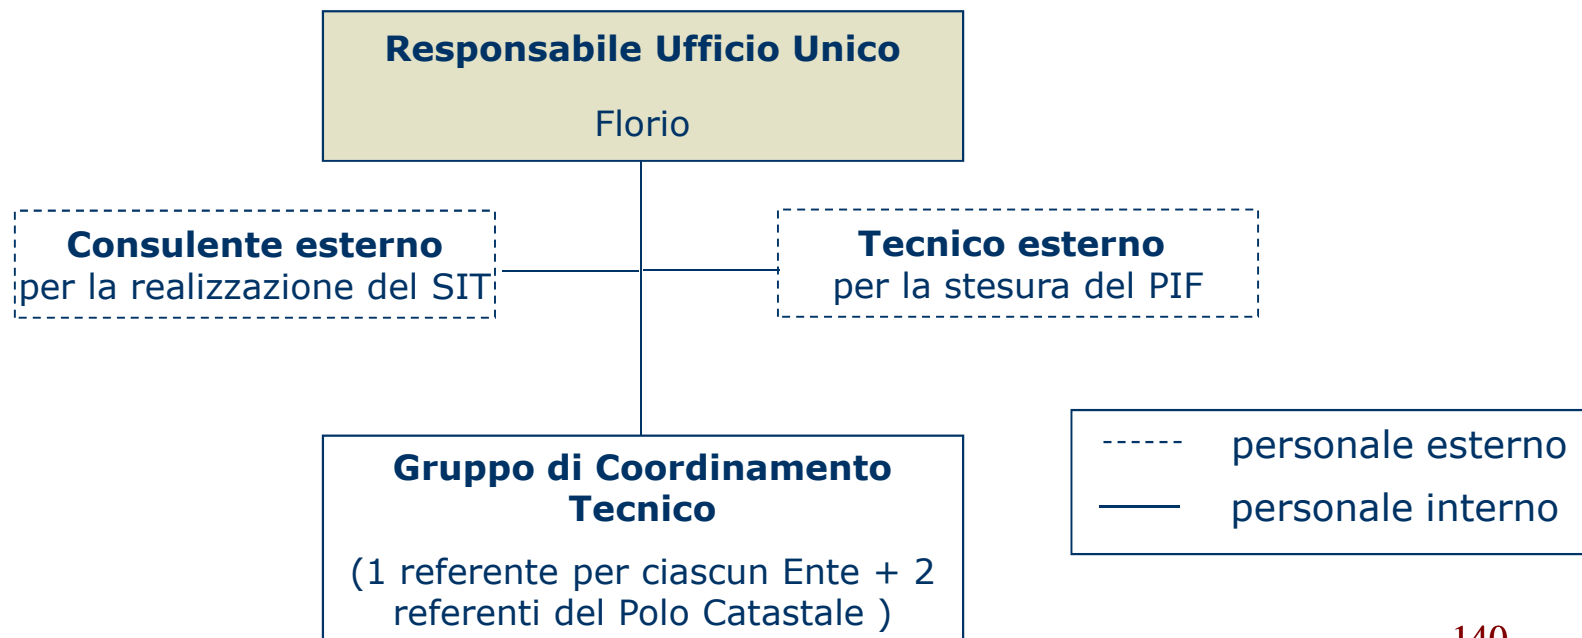 Responsabile Ufficio Unico
Florio
Consulente esterno
per la realizzazione del SIT
Tecnico esterno
per la stesura del PIF
Gruppo di Coordinamento
Tecnico
(1 referente per ciascun Ente + 2
referenti del Polo Catastale )
personale esterno
personale interno
140